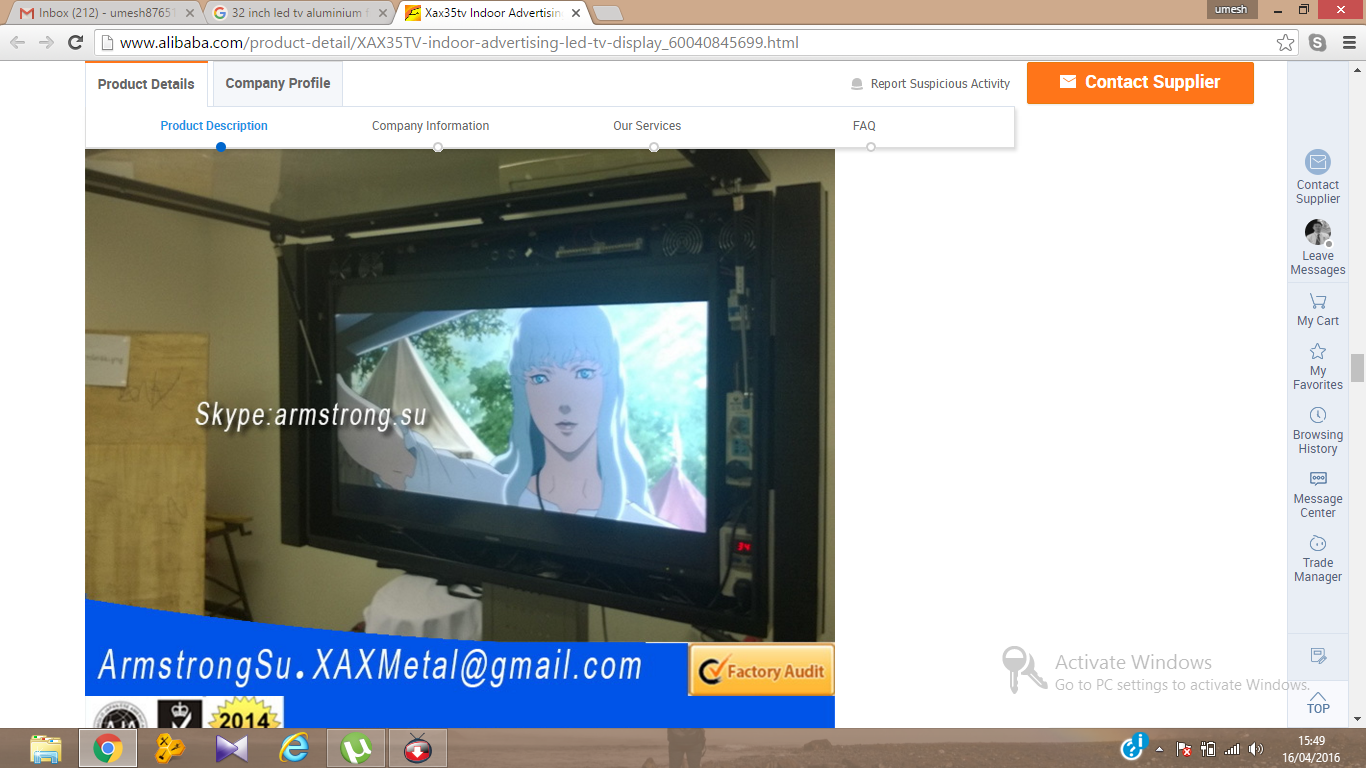 Inbox (212) - umesh8765
32 inch led tv aluminium f
Xax35tv Indoor Advertisin
umesh
www.alibaba.com/product-detail/XAX35TV-indoor-advertising-led-tv-display_60040845699.html
Product Details
Company Profile
Report Suspicious Activity
Contact Supplier
Product Description
Company Information
Our Services
FAQ
Contact
Supplier
Leave
Messages
My Cart
My
Favorites
Browsing
History
Message
Center
Trade
Manager
TOP
Skype:armstrong.su
34
ArmstrongSu.XAXMetal@gmail.com
Factory Audit
AJA
2014
Activate Windows
Go to PC settings to activate Windows.
15:49
16/04/2016